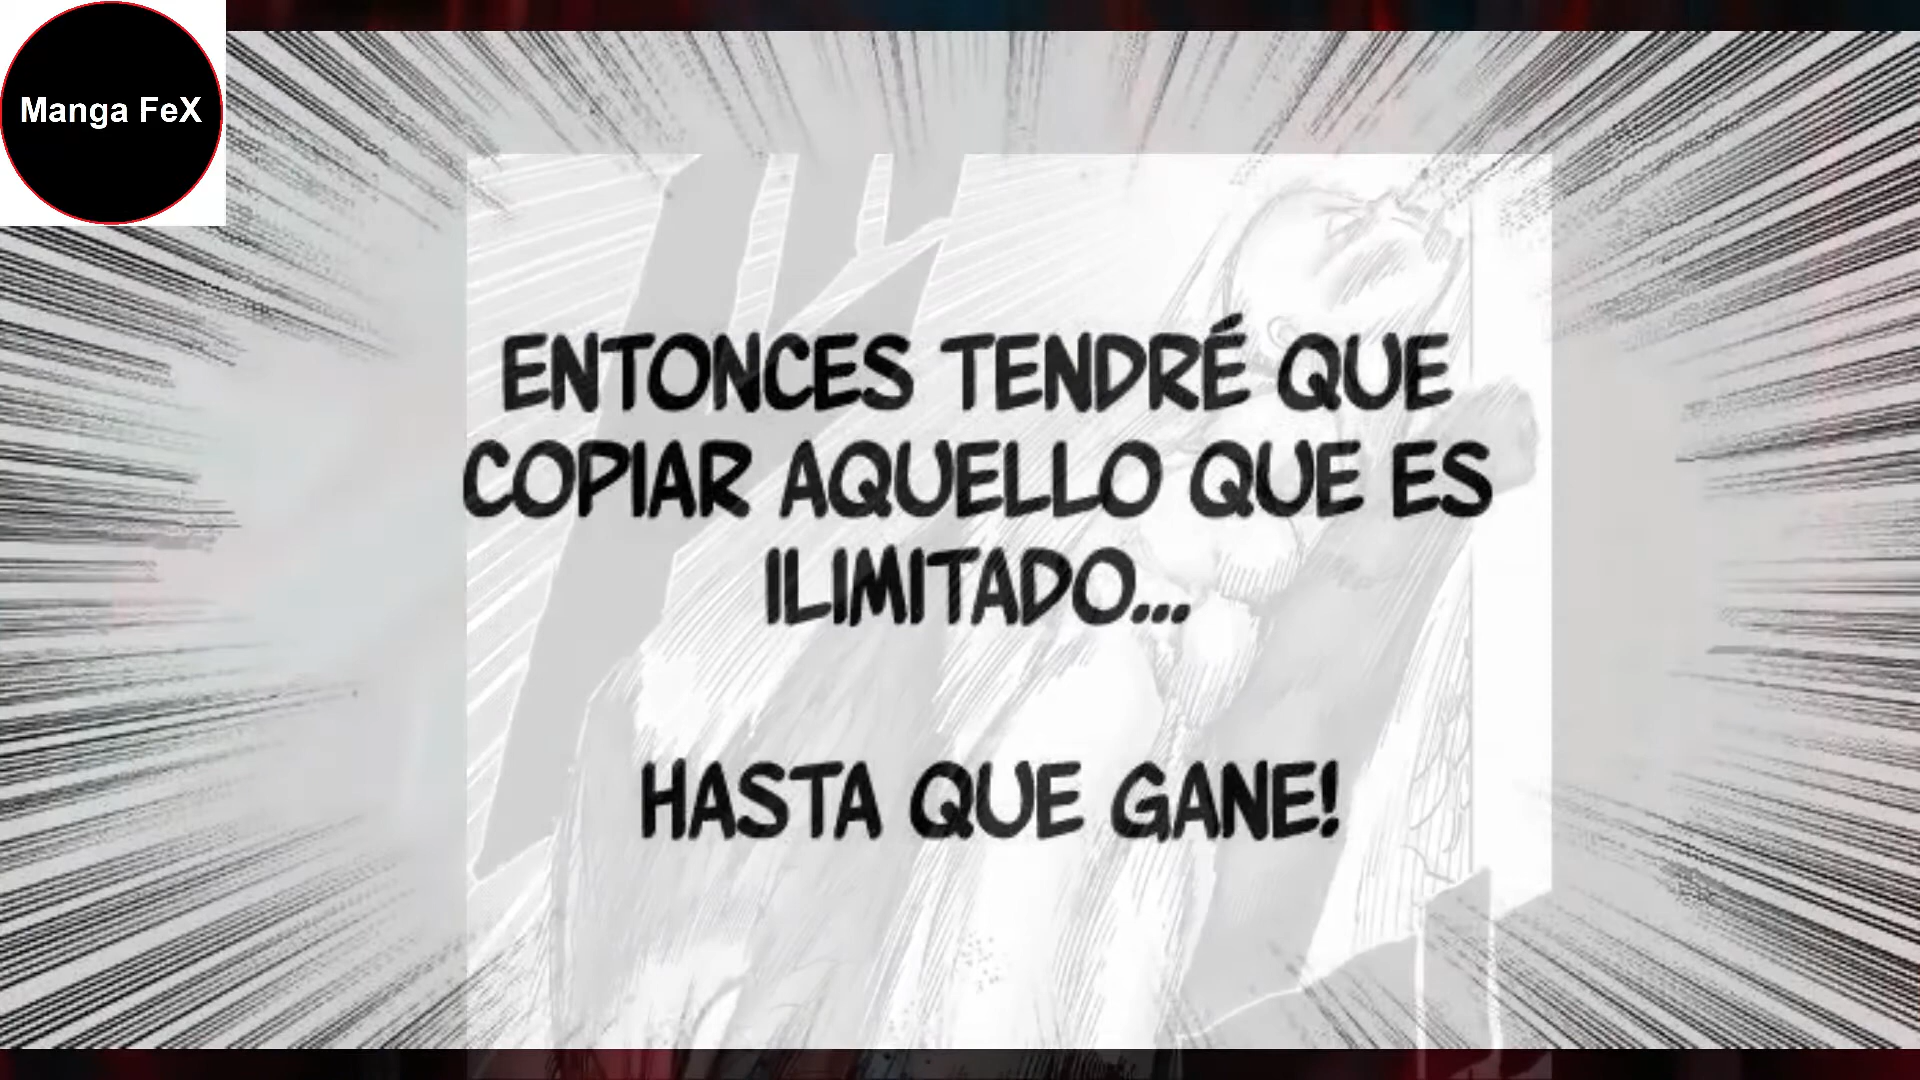 Manga FeX
ENTONCES TENDRÉ QUE
COPIAR AQUELLO QUE ES
ILIMITADO...
HASTA QUE GANE!